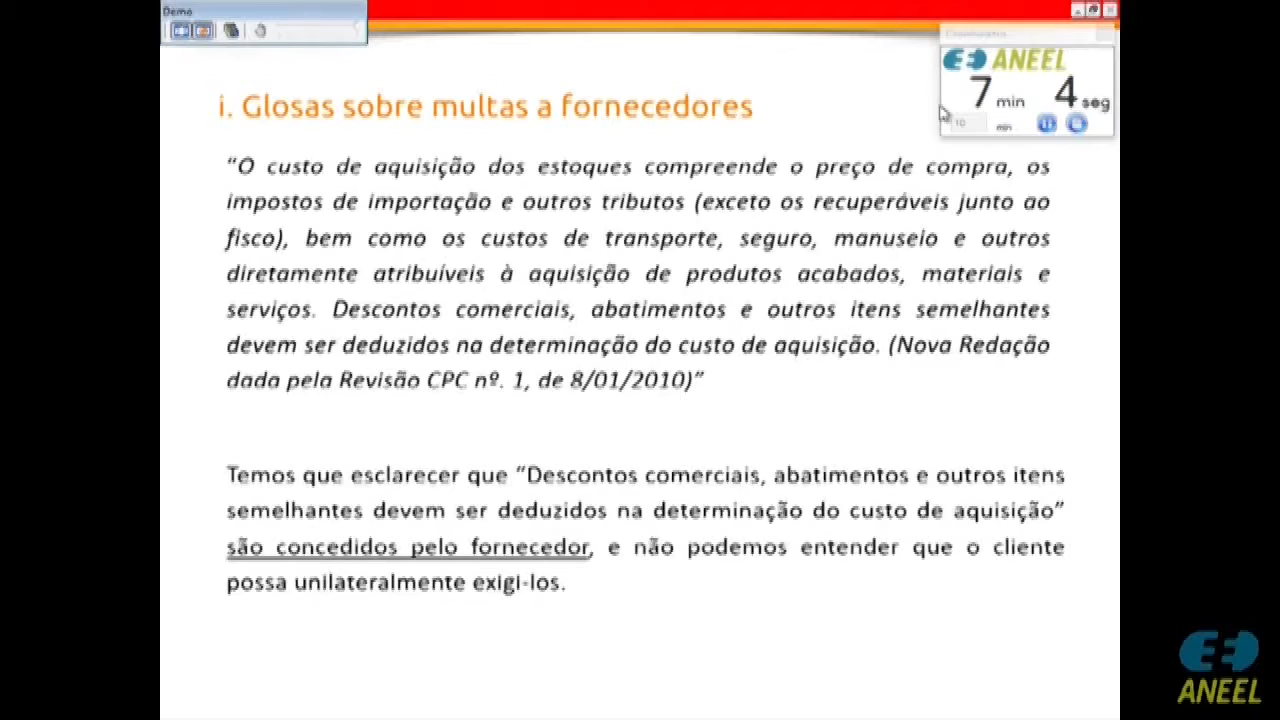 Demo
ANEEL
7 min 4 seg
10 min
i. Glosas sobre multas a fornecedores
“O custo de aquisição dos estoques compreende o preço de compra, os
impostos de importação e outros tributos (exceto os recuperáveis junto ao
fisco), bem como os custos de transporte, seguro, manuseio e outros
diretamente atribuíveis à aquisição de produtos acabados, materiais e
serviços. Descontos comerciais, abatimentos e outros itens semelhantes
devem ser deduzidos na determinação do custo de aquisição. (Nova Redação
dada pela Revisão CPC nº. 1, de 8/01/2010)”
Temos que esclarecer que “Descontos comerciais, abatimentos e outros itens
semelhantes devem ser deduzidos na determinação do custo de aquisição”
são concedidos pelo fornecedor, e não podemos entender que o cliente
possa unilateralmente exigi-los.
ANEEL